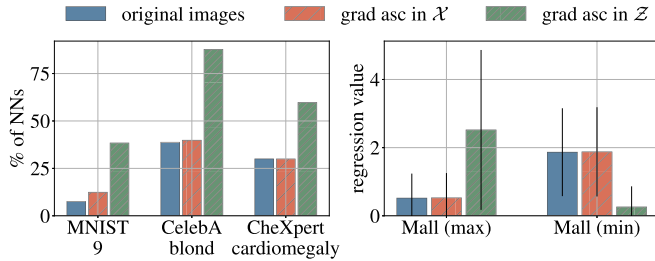 original images grad asc in 𝒳 grad asc in 𝒵
% of NNs
75
50
25
0
MNIST
9
CelebA
blond
CheXpert
cardiomegaly
regression value
4
2
0
Mall (max)
Mall (min)